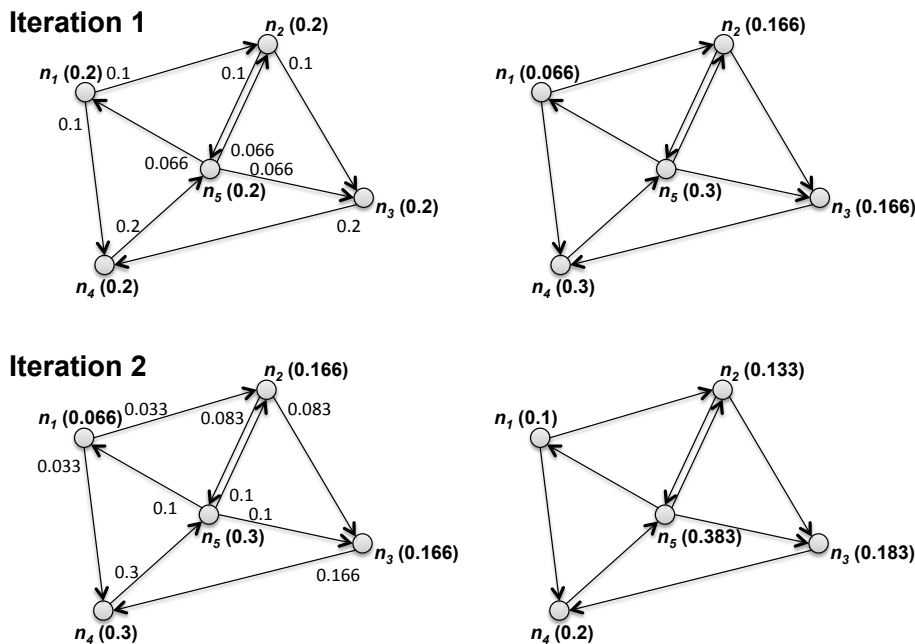 Iteration 1
n2 (0.2)
n1 (0.2)
0.1
0.1
0.1
0.1
0.066
0.066
0.066
n5 (0.2)
n3 (0.2)
0.2
0.2
n4 (0.2)
n2 (0.166)
n1 (0.066)
n5 (0.3)
n3 (0.166)
n4 (0.3)
Iteration 2
n2 (0.166)
n1 (0.066)
0.033
0.083
0.083
0.033
0.1
0.1
0.1
n5 (0.3)
n3 (0.166)
0.3
0.166
n4 (0.3)
n2 (0.133)
n1 (0.1)
n5 (0.383)
n3 (0.183)
n4 (0.2)